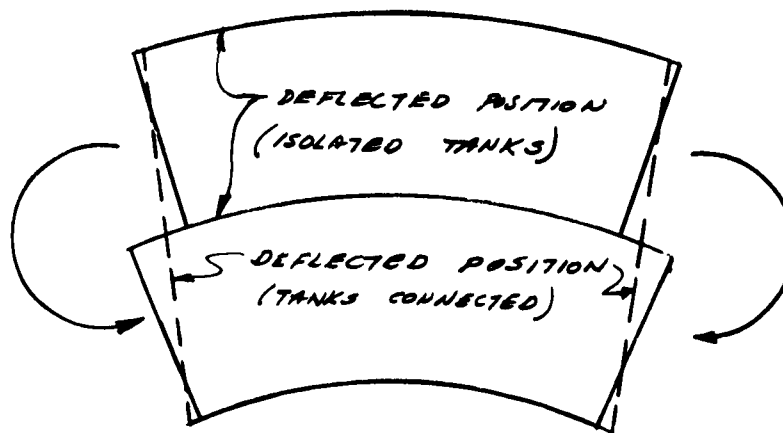 DEFLECTED POSITION
(ISOLATED TANKS)
DEFLECTED POSITION
(TANKS CONNECTED)